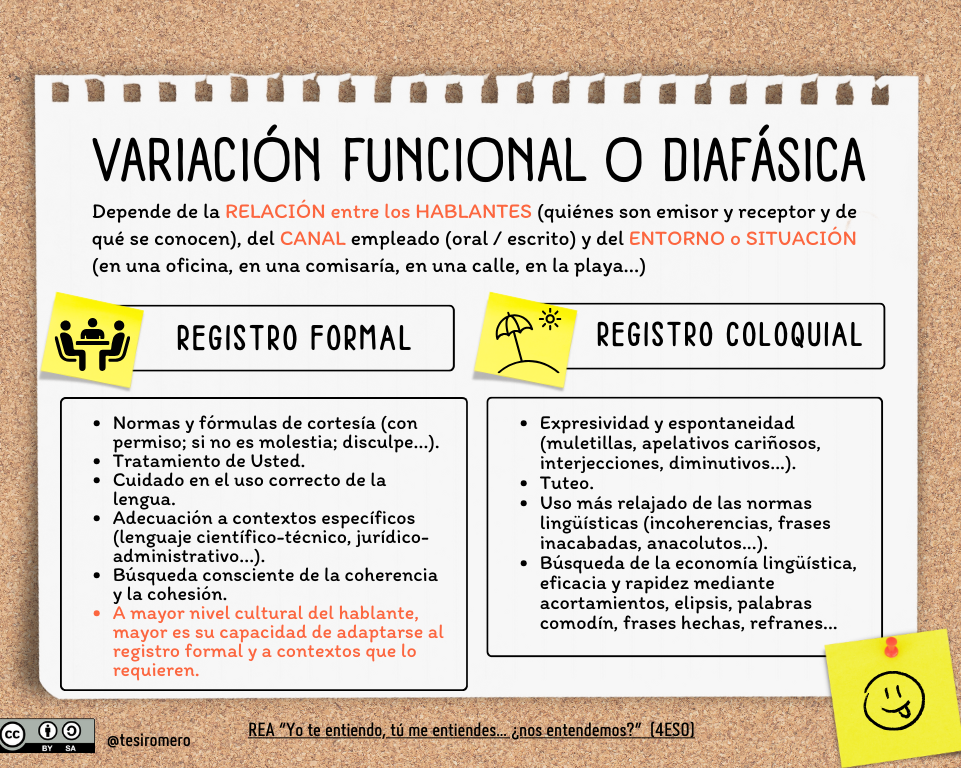 VARIACIÓN FUNCIONAL O DIAFÁSICA
Depende de la RELACIÓN entre los HABLANTES (quiénes son emisor y receptor y de
qué se conocen), del CANAL empleado (oral / escrito) y del ENTORNO o SITUACIÓN
(en una oficina, en una comisaría, en una calle, en la playa...)
REGISTRO FORMAL
• Normas y fórmulas de cortesía (con
permiso; si no es molestia; disculpe...).
• Tratamiento de Usted.
• Cuidado en el uso correcto de la
lengua.
• Adecuación a contextos específicos
(lenguaje científico-técnico, jurídico-
administrativo...).
• Búsqueda consciente de la coherencia
y la cohesión.
• A mayor nivel cultural del hablante,
mayor es su capacidad de adaptarse al
registro formal y a contextos que lo
requieren.
REGISTRO COLOQUIAL
• Expresividad y espontaneidad
(muletillas, apelativos cariñosos,
interjecciones, diminutivos...).
• Tuteo.
• Uso más relajado de las normas
lingüísticas (incoherencias, frases
inacabadas, anacolutos...).
• Búsqueda de la economía lingüística,
eficacia y rapidez mediante
acortamientos, elipsis, palabras
comodín, frases hechas, refranes...
cc BY SA
@tesiromero
REA "Yo te entiendo, tú me entiendes... ¿nos entendemos?" (4ESO)